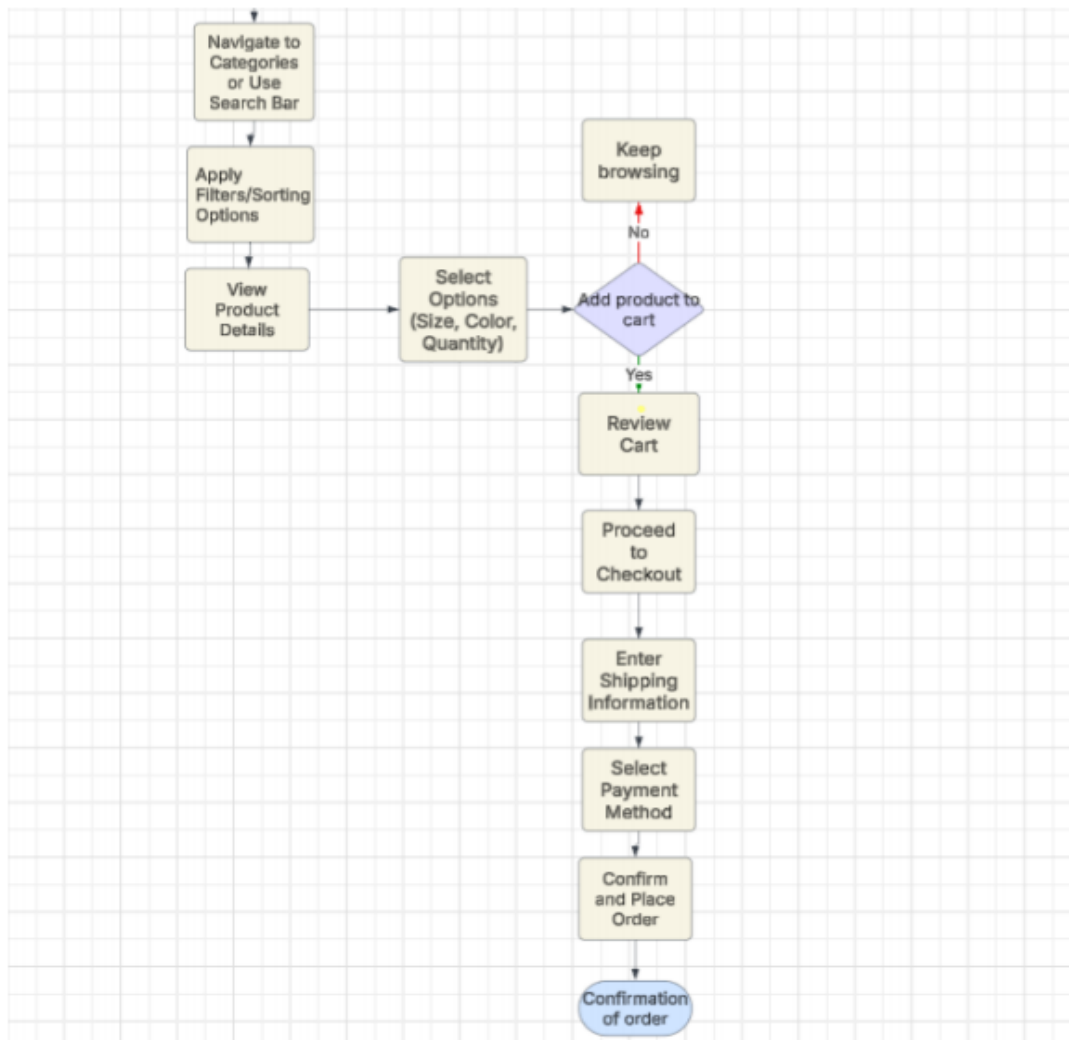 Navigate to
Categories
or Use
Search Bar
Apply
Filters/Sorting
Options
View
Product
Details
Select
Options
(Size, Color,
Quantity)
Keep
browsing
No
Add product to
cart
Yes
Review
Cart
Proceed
to
Checkout
Enter
Shipping
Information
Select
Payment
Method
Confirm
and Place
Order
Confirmation
of order